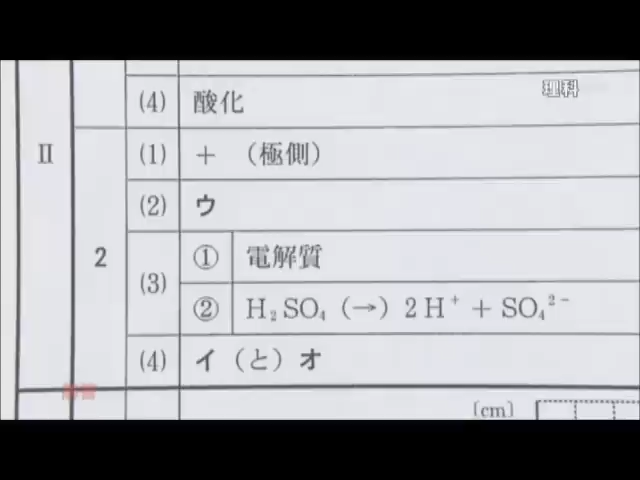 理科
(4) 酸化
II
(1) + （極側）
(2) ウ
2
(3) ① 電解質
② H₂SO₄（→）2H⁺ + SO₄²⁻
(4) イ（と）オ
[cm]